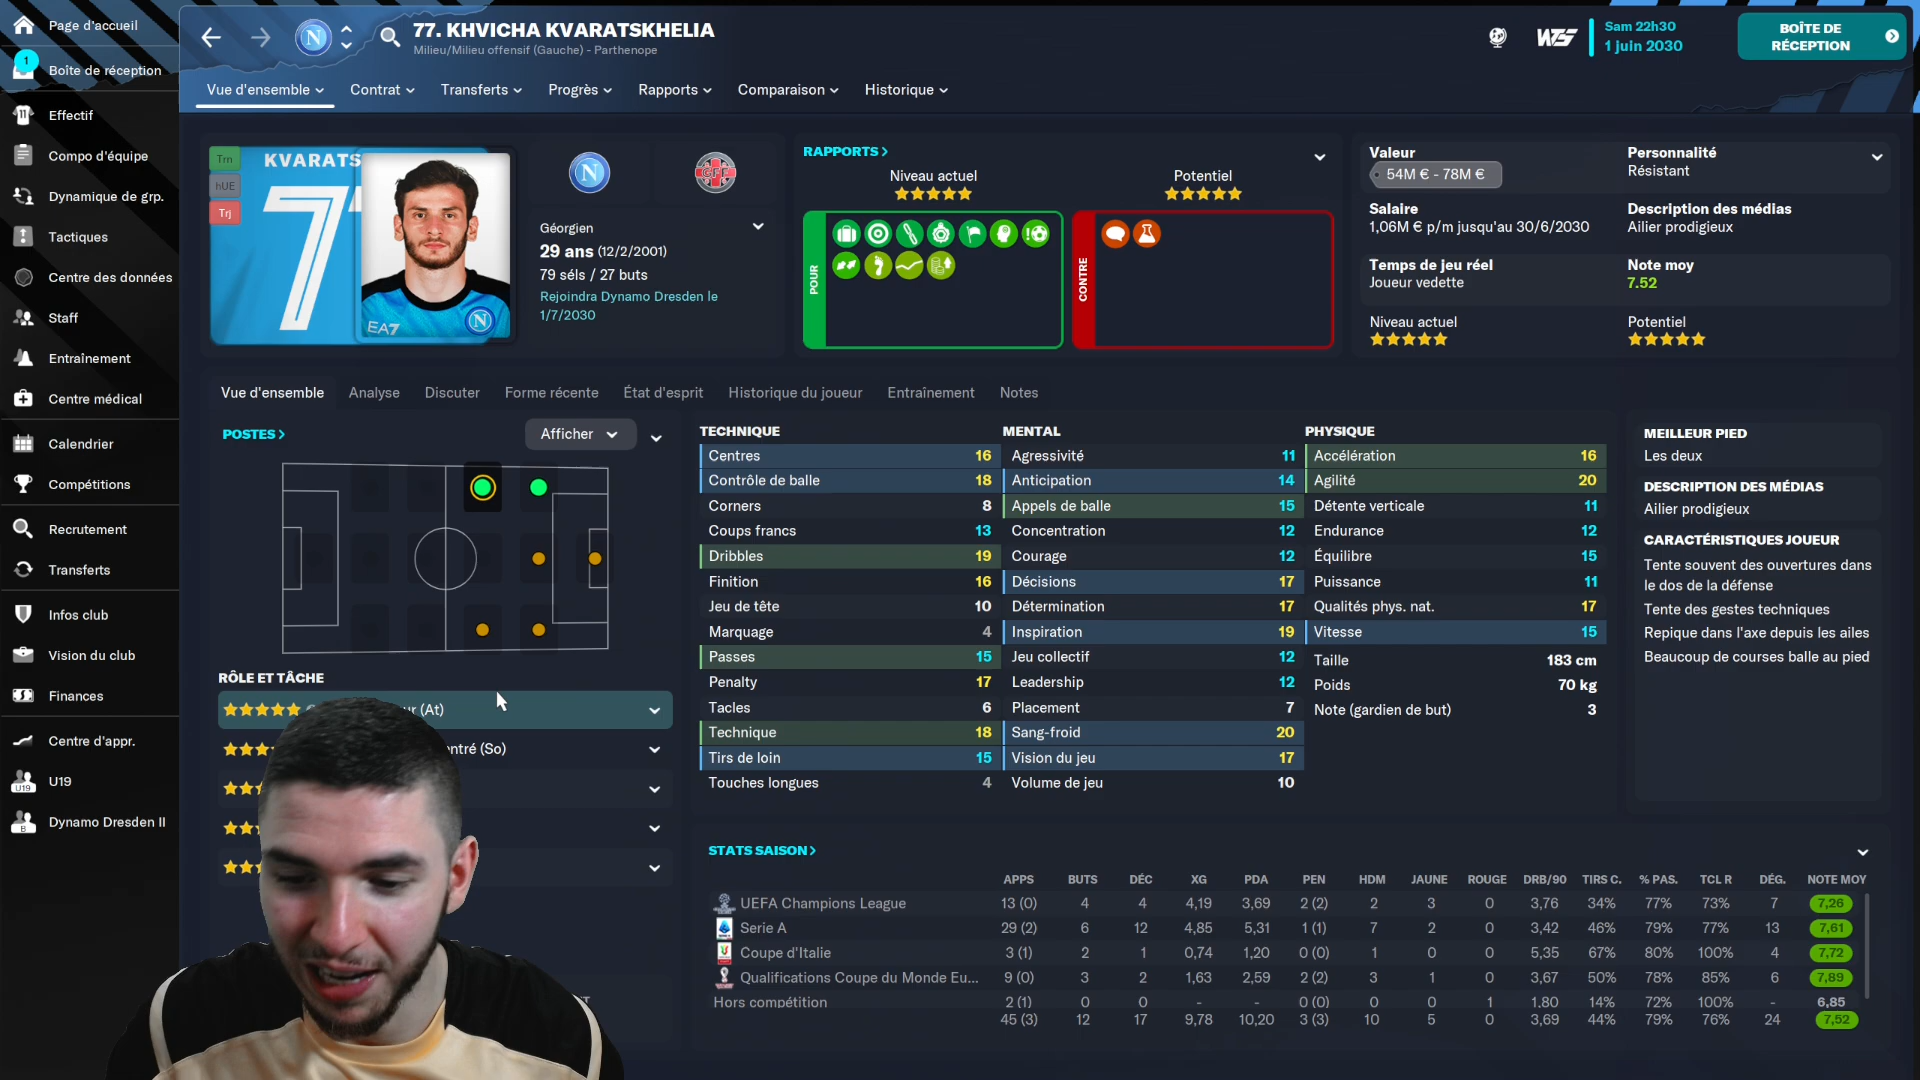 Page d'accueil
1
Boîte de réception
Effectif
Compo d'équipe
Dynamique de grp.
Tactiques
Centre des données
Staff
Entraînement
Centre médical
Calendrier
Compétitions
Recrutement
Transferts
Infos club
Vision du club
Finances
Centre d'appr.
U19
Dynamo Dresden II
77. KHVICHA KVARATSKHELIA
Milieu/Milieu offensif (Gauche) - Parthenope
Sam 22h30
1 juin 2030
BOÎTE DE
RÉCEPTION
Vue d'ensemble Contrat Transferts Progrès Rapports Comparaison Historique
Trn
hUE
Trj
KVARATS
77
EA7
Géorgien
29 ans (12/2/2001)
79 séls / 27 buts
Rejoindra Dynamo Dresden le
1/7/2030
RAPPORTS >
Niveau actuel
Potentiel
POUR
CONTRE
Valeur
54M € - 78M €
Personnalité
Résistant
Salaire
1,06M € p/m jusqu'au 30/6/2030
Description des médias
Ailier prodigieux
Temps de jeu réel
Joueur vedette
Note moy
7.52
Niveau actuel
Potentiel
Vue d'ensemble Analyse Discuter Forme récente État d'esprit Historique du joueur Entraînement Notes
POSTES >
Afficher
RÔLE ET TÂCHE
(At)
ntré (So)
TECHNIQUE
Centres 16
Contrôle de balle 18
Corners 8
Coups francs 13
Dribbles 19
Finition 16
Jeu de tête 10
Marquage 4
Passes 15
Penalty 17
Tacles 6
Technique 18
Tirs de loin 15
Touches longues 4
MENTAL
Agressivité 11
Anticipation 14
Appels de balle 15
Concentration 12
Courage 12
Décisions 17
Détermination 17
Inspiration 19
Jeu collectif 12
Leadership 12
Placement 7
Sang-froid 20
Vision du jeu 17
Volume de jeu 10
PHYSIQUE
Accélération 16
Agilité 20
Détente verticale 11
Endurance 12
Équilibre 15
Puissance 11
Qualités phys. nat. 17
Vitesse 15
Taille 183 cm
Poids 70 kg
Note (gardien de but) 3
MEILLEUR PIED
Les deux
DESCRIPTION DES MÉDIAS
Ailier prodigieux
CARACTÉRISTIQUES JOUEUR
Tente souvent des ouvertures dans
le dos de la défense
Tente des gestes techniques
Repique dans l'axe depuis les ailes
Beaucoup de courses balle au pied
STATS SAISON >
APPS BUTS DÉC XG PDA PEN HDM JAUNE ROUGE DRB/90 TIRS C. % PAS. TCL R DÉG. NOTE MOY
UEFA Champions League 13 (0) 4 4 4,19 3,69 2 (2) 2 3 0 3,76 34% 77% 73% 7 7,26
Serie A 29 (2) 6 12 4,85 5,31 1 (1) 7 2 0 3,42 46% 79% 77% 13 7,61
Coupe d'Italie 3 (1) 2 1 0,74 1,20 0 (0) 1 0 0 5,35 67% 80% 100% 4 7,72
Qualifications Coupe du Monde Eu... 9 (0) 3 2 1,63 2,59 2 (2) 3 1 0 3,67 50% 78% 85% 6 7,89
Hors compétition 2 (1) 0 0 - - 0 (0) 0 0 1 1,80 14% 72% 100% - 6,85
45 (3) 12 17 9,78 10,20 3 (3) 10 5 0 3,69 44% 79% 76% 24 7,52